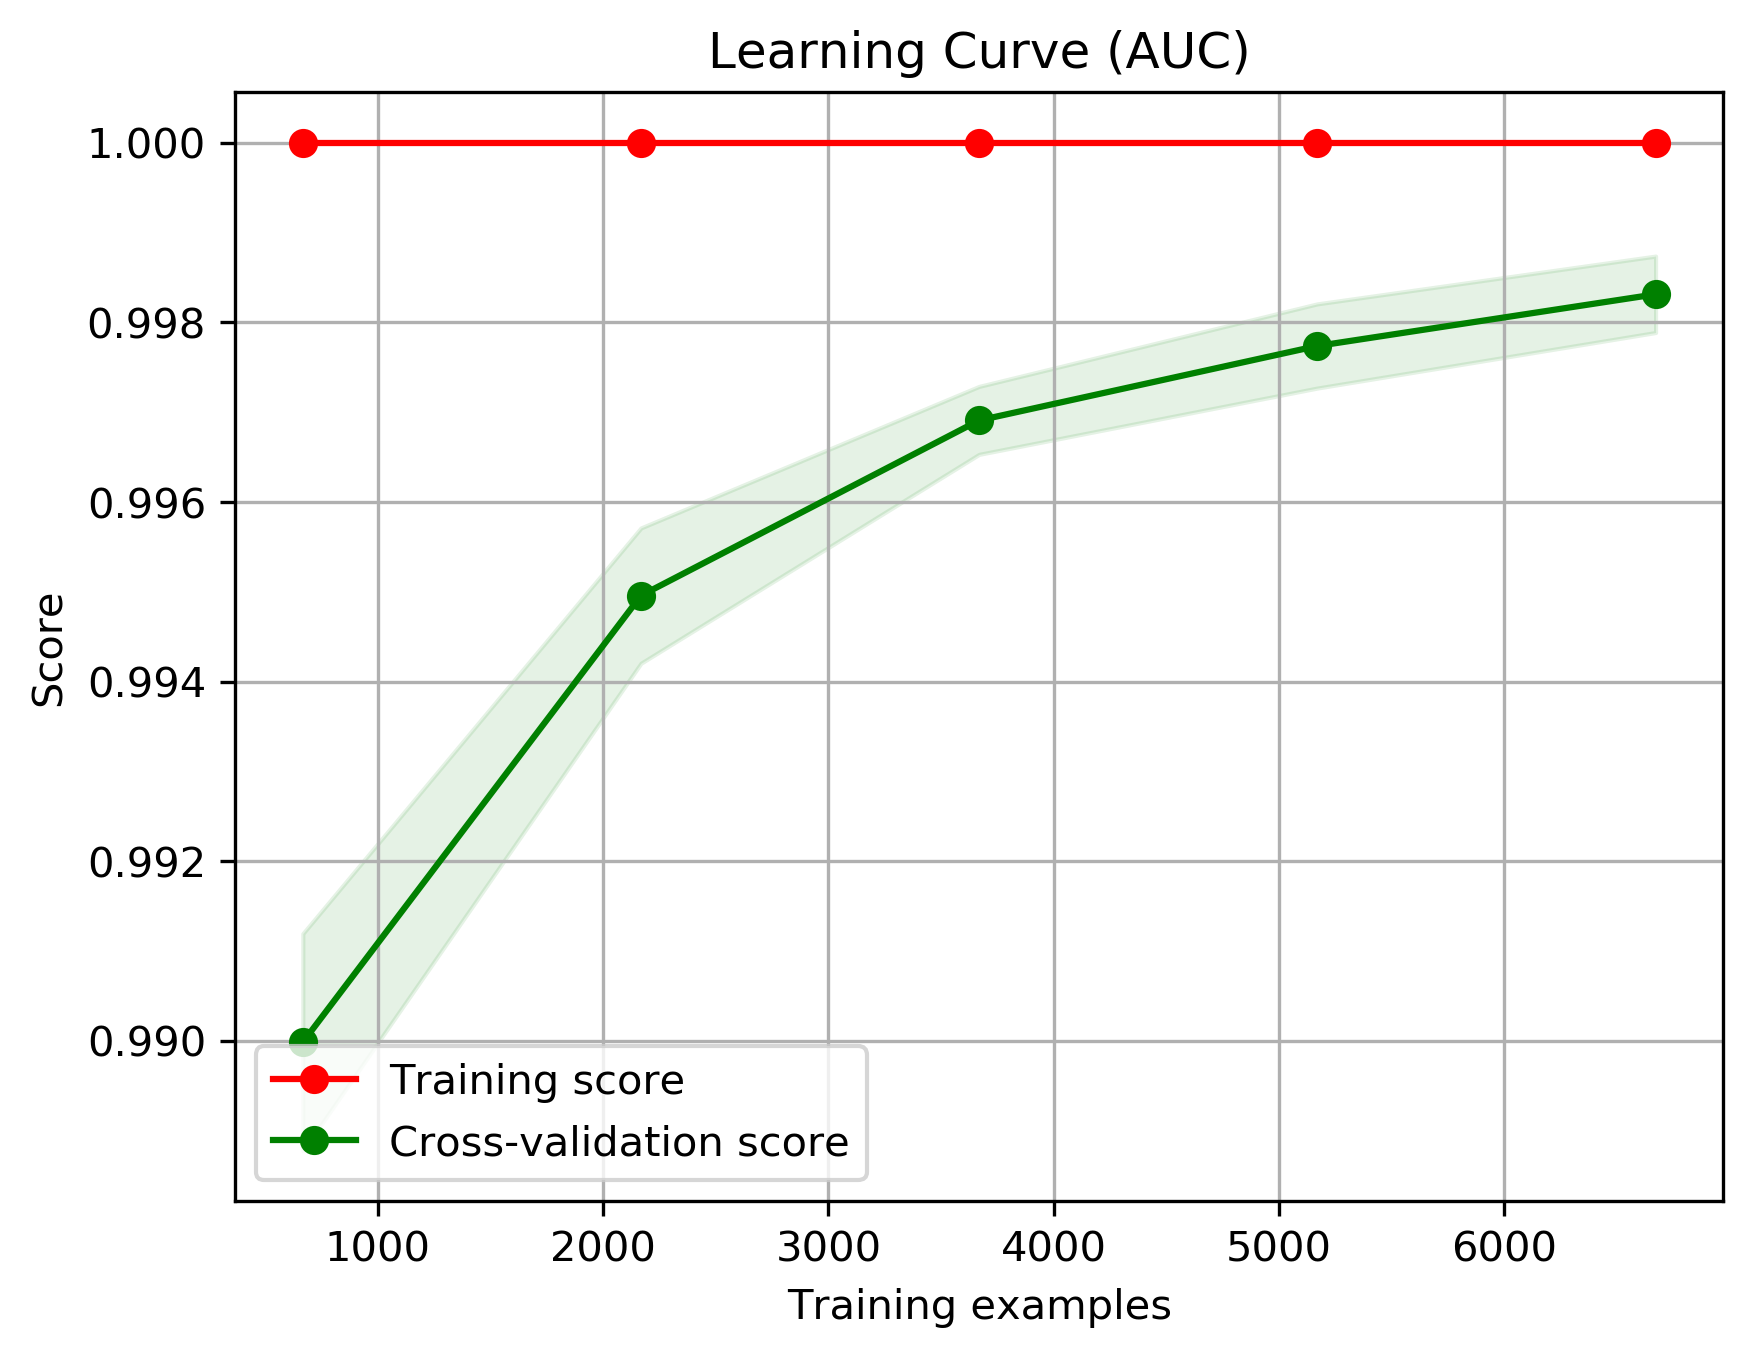 Learning Curve (AUC)
1.000
0.998
0.996
0.994
0.992
0.990
Score
Training score
Cross-validation score
1000 2000 3000 4000 5000 6000
Training examples